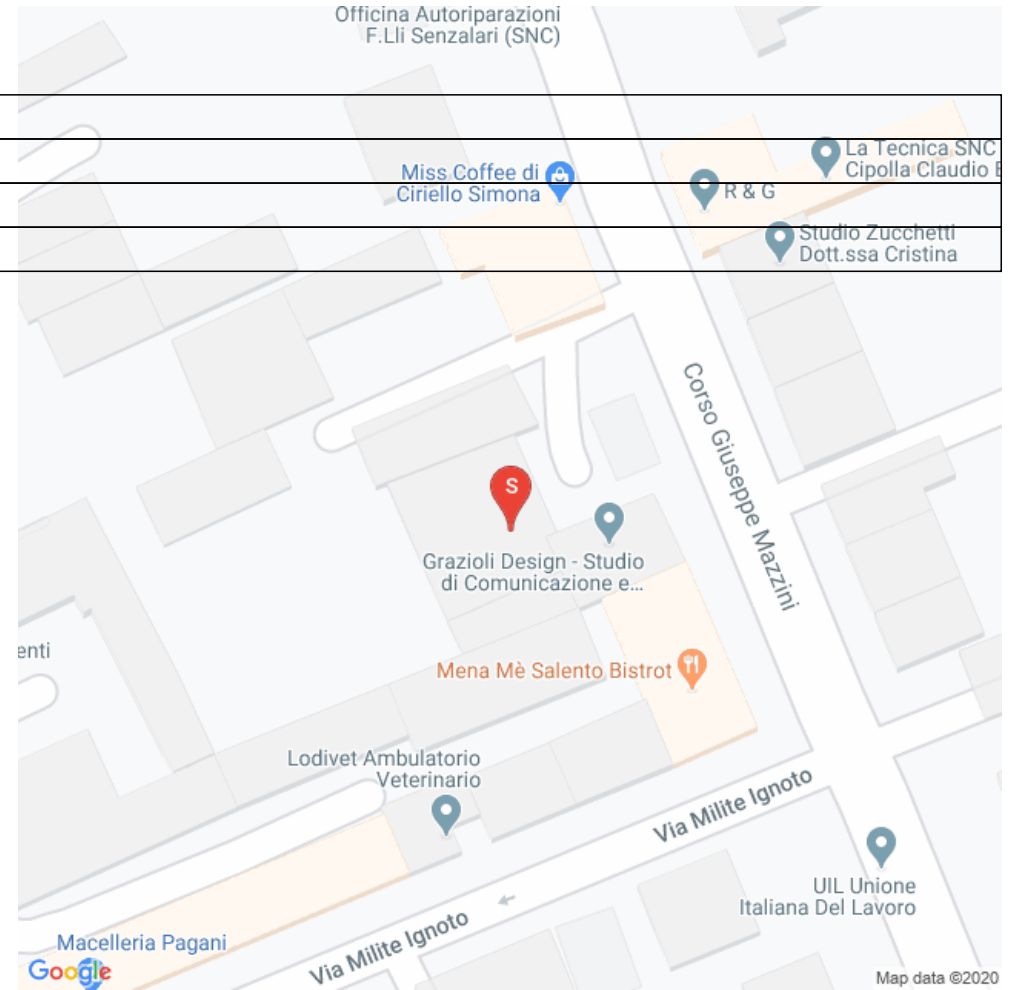 Officina Autoriparazioni
F.Lli Senzalari (SNC)
La Tecnica SNC
Cipolla Claudio
Miss Coffee di
Ciriello Simona
R & G
Studio Zucchetti
Dott.ssa Cristina
Corso Giuseppe Mazzini
S
Grazioli Design - Studio
di Comunicazione e...
enti
Mena Mè Salento Bistrot
Lodivet Ambulatorio
Veterinario
Via Milite Ignoto
UIL Unione
Italiana Del Lavoro
Via Milite Ignoto
Macelleria Pagani
Google
Map data ©2020